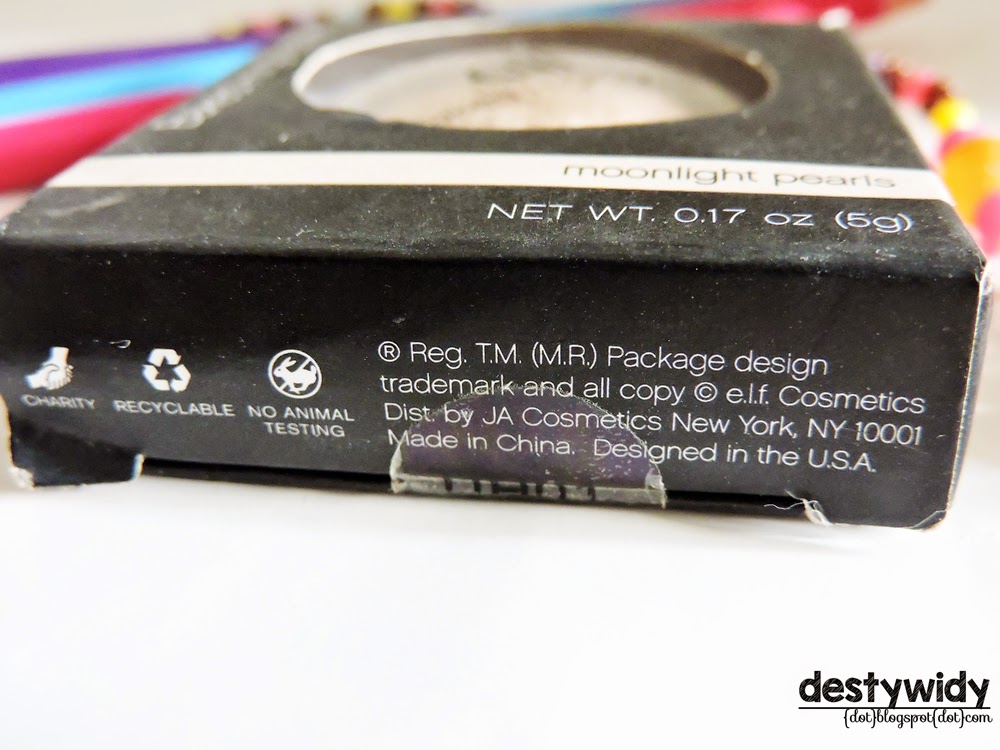 moonlight pearls
NET WT. 0.17 oz (5g)
CHARITY
RECYCLABLE
NO ANIMAL
TESTING
® Reg. T.M. (M.R.) Package design
trademark and all copy © e.l.f. Cosmetics
Dist. by JA Cosmetics New York, NY 10001
Made in China. Designed in the U.S.A.
destywidy
{dot}blogspot{dot}com